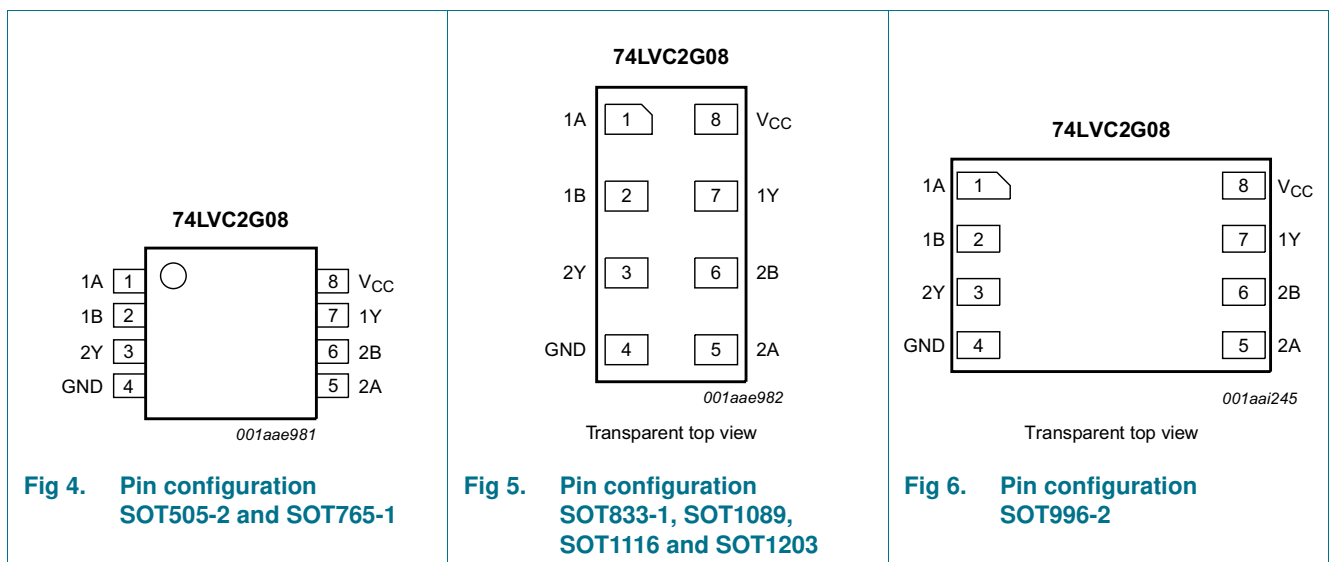 74LVC2G08
1A 1 8 VCC
1B 2 7 1Y
2Y 3 6 2B
GND 4 5 2A
001aae981
Fig 4. Pin configuration
SOT505-2 and SOT765-1
74LVC2G08
1A 1 8 VCC
1B 2 7 1Y
2Y 3 6 2B
GND 4 5 2A
001aae982
Transparent top view
Fig 5. Pin configuration
SOT833-1, SOT1089,
SOT1116 and SOT1203
74LVC2G08
1A 1 8 VCC
1B 2 7 1Y
2Y 3 6 2B
GND 4 5 2A
001aai245
Transparent top view
Fig 6. Pin configuration
SOT996-2